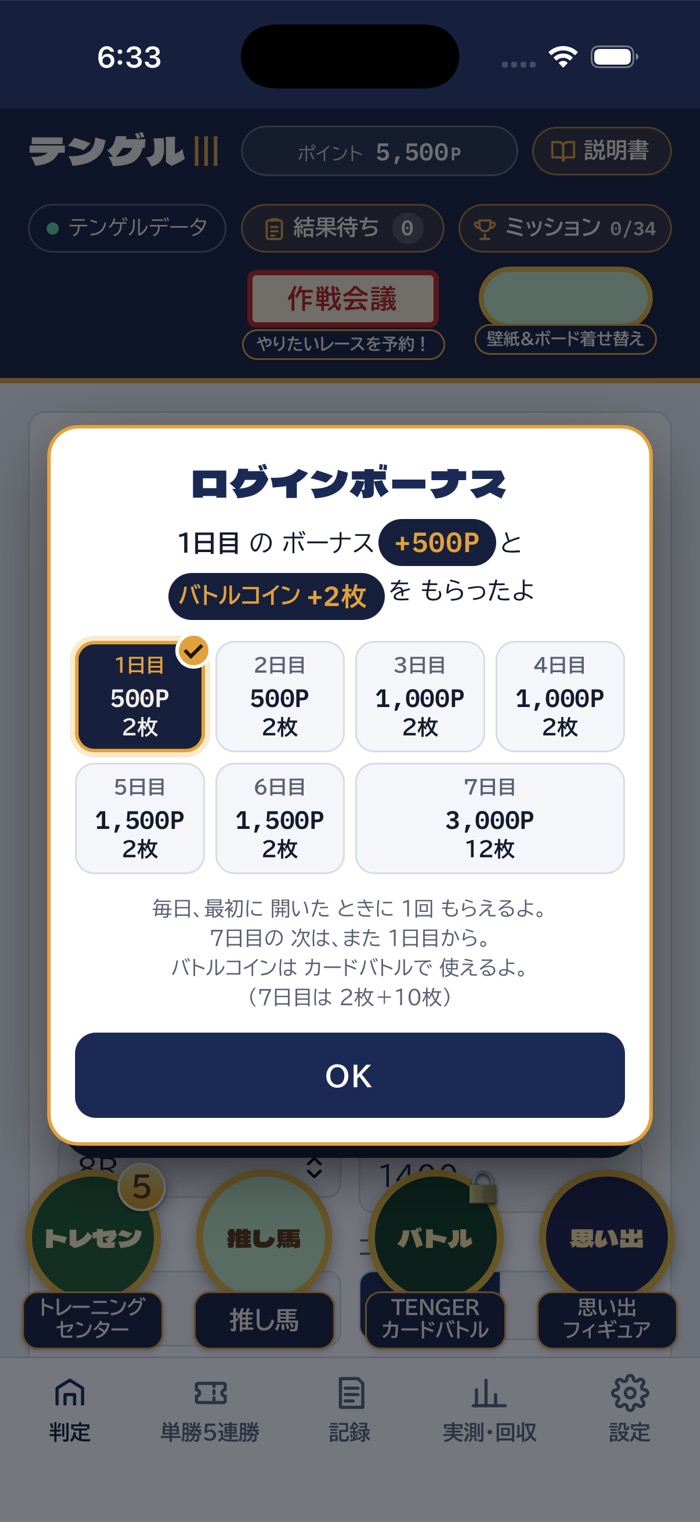 6:33
テンゲル
ポイント 5,500P
説明書
テンゲルデータ
結果待ち 0
ミッション 0/34
作戦会議
やりたいレースを予約！
壁紙&ボード着せ替え
ログインボーナス
1日目 の ボーナス +500P と
バトルコイン +2枚 を もらったよ
1日目
500P
2枚
2日目
500P
2枚
3日目
1,000P
2枚
4日目
1,000P
2枚
5日目
1,500P
2枚
6日目
1,500P
2枚
7日目
3,000P
12枚
毎日、最初に 開いた ときに 1回 もらえるよ。
7日目の 次は、また 1日目から。
バトルコインは カードバトルで 使えるよ。
（7日目は 2枚＋10枚）
OK
8R
1400
5
トレセン
推し馬
バトル
思い出
トレーニング
センター
推し馬
TENGER
カードバトル
思い出
フィギュア
判定
単勝5連勝
記録
実測・回収
設定